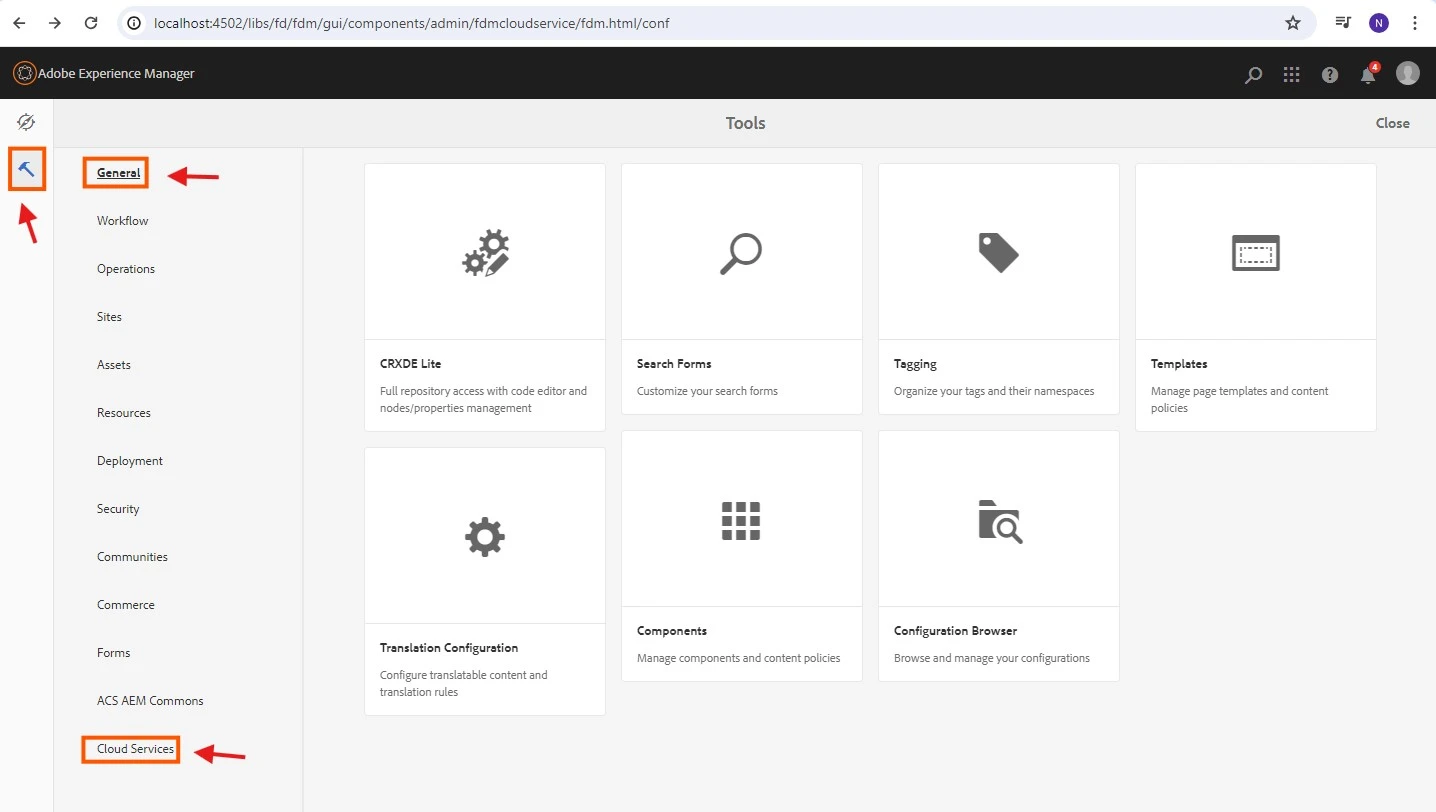 localhost:4502/libs/fd/fdm/gui/components/admin/fdmcloudservice/fdm.html/conf
N
Adobe Experience Manager
?
4
Tools
Close
General
Workflow
Operations
Sites
Assets
Resources
Deployment
Security
Communities
Commerce
Forms
ACS AEM Commons
Cloud Services
CRXDE Lite
Full repository access with code editor and
nodes/properties management
Search Forms
Customize your search forms
Tagging
Organize your tags and their namespaces
Templates
Manage page templates and content
policies
Translation Configuration
Configure translatable content and
translation rules
Components
Manage components and content policies
Configuration Browser
Browse and manage your configurations